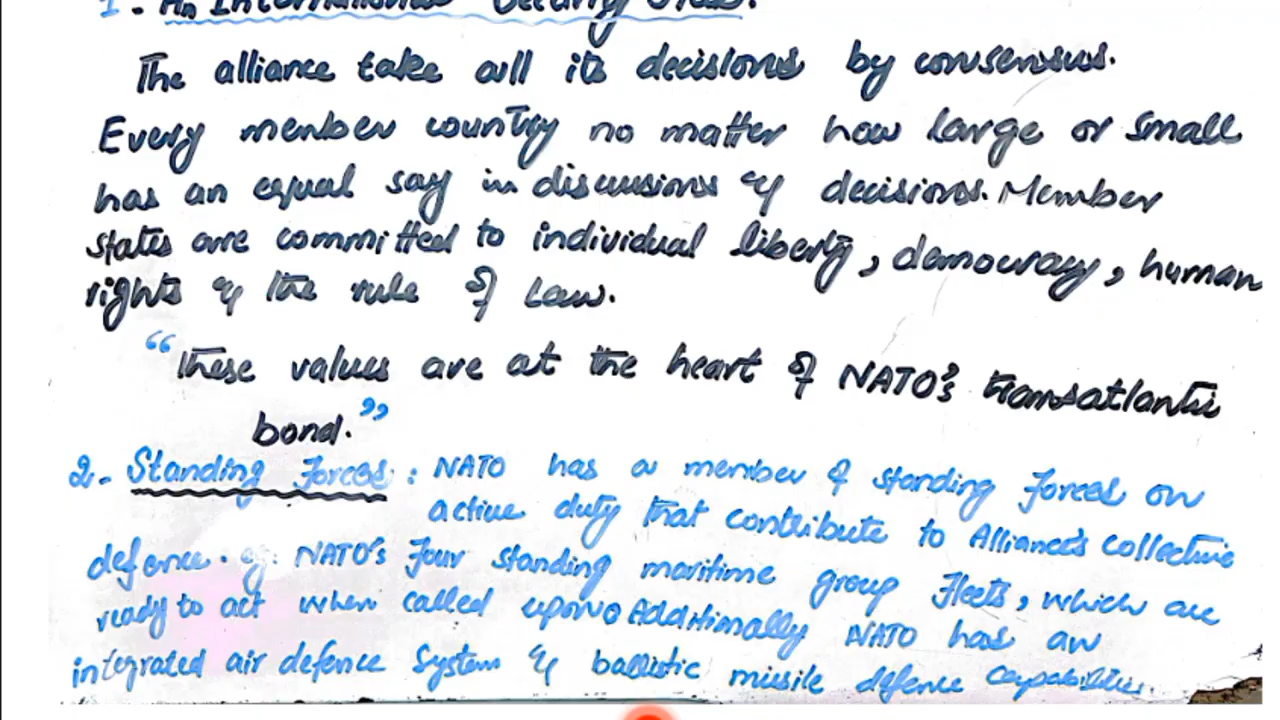 1. An International Security
The alliance take all its decisions by consensus.
Every member country no matter how large or small
has an equal say in discussions & decisions. Member
states are committed to individual liberty, democracy, human
rights & the rule of Law.
“These values are at the heart of NATO's transatlantic
bond.”
2. Standing Forces: NATO has a member of standing forces on
active duty that contribute to Alliance's collective
defence. eg: NATO's four standing maritime group fleets, which are
ready to act when called upon. Additionally NATO has an
integrated air defence system & ballistic missile defence capabilities.